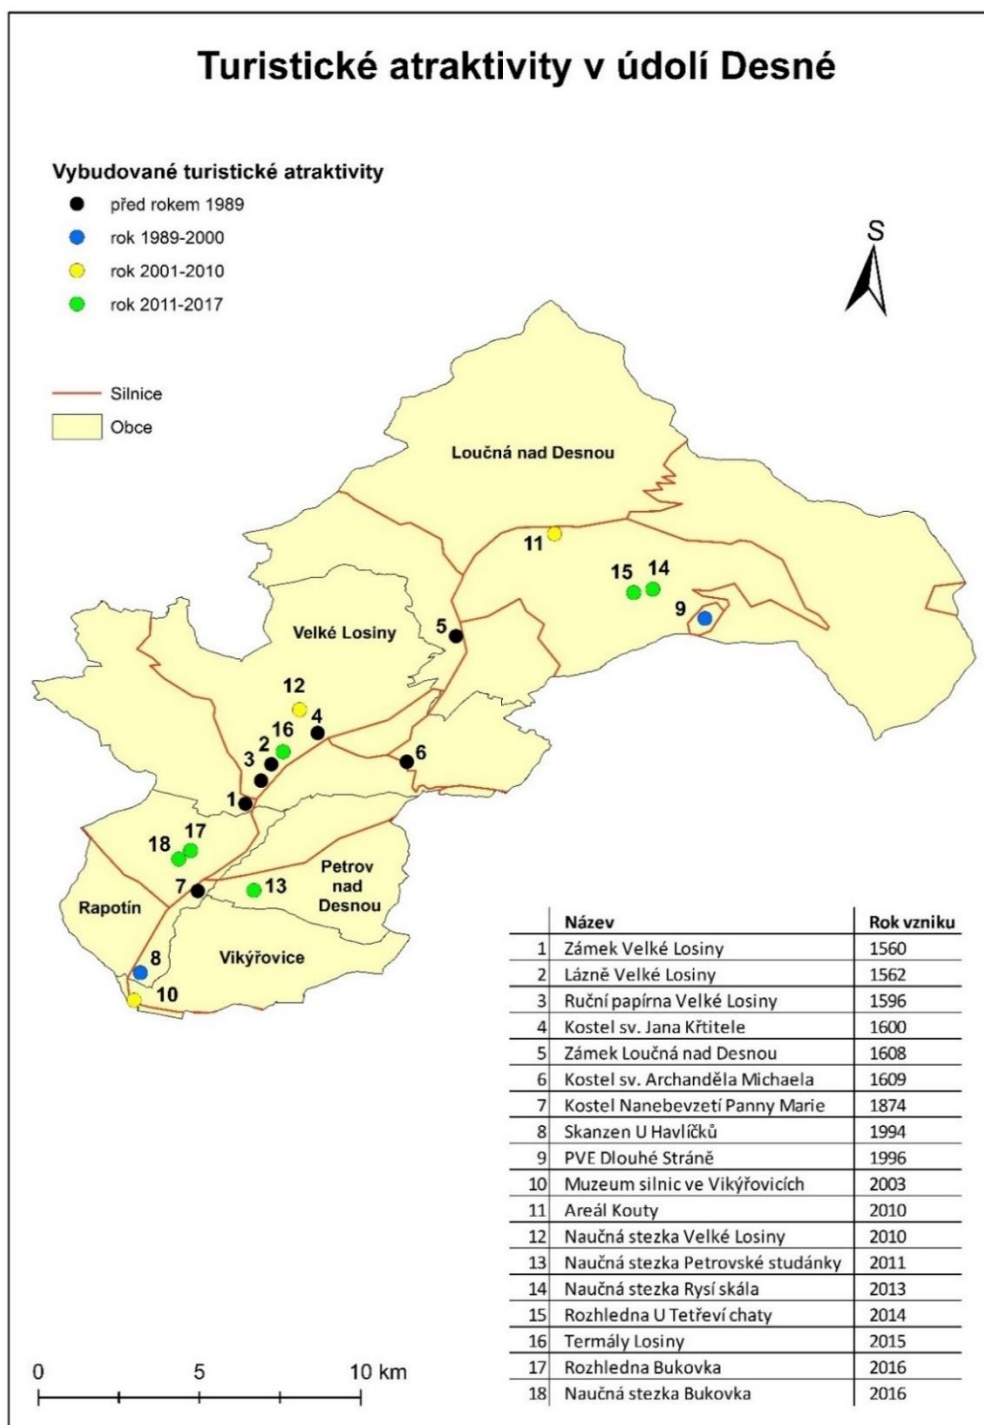 Turistické atraktivity v údolí Desné
Vybudované turistické atraktivity
před rokem 1989
rok 1989-2000
rok 2001-2010
rok 2011-2017
Silnice
Obce
S
Loučná nad Desnou
11
15
14
9
5
Velké Losiny
12
4
16
2
3
6
1
17
18
7
13
Petrov
nad
Desnou
Rapotín
Vikýřovice
8
10
Název Rok vzniku
1 Zámek Velké Losiny 1560
2 Lázně Velké Losiny 1562
3 Ruční papírna Velké Losiny 1596
4 Kostel sv. Jana Křtitele 1600
5 Zámek Loučná nad Desnou 1608
6 Kostel sv. Archanděla Michaela 1609
7 Kostel Nanebevzetí Panny Marie 1874
8 Skanzen U Havlíčků 1994
9 PVE Dlouhé Stráně 1996
10 Muzeum silnic ve Vikýřovicích 2003
11 Areál Kouty 2010
12 Naučná stezka Velké Losiny 2010
13 Naučná stezka Petrovské studánky 2011
14 Naučná stezka Rysí skála 2013
15 Rozhledna U Tetřeví chaty 2014
16 Termály Losiny 2015
17 Rozhledna Bukovka 2016
18 Naučná stezka Bukovka 2016
0 5 10 km